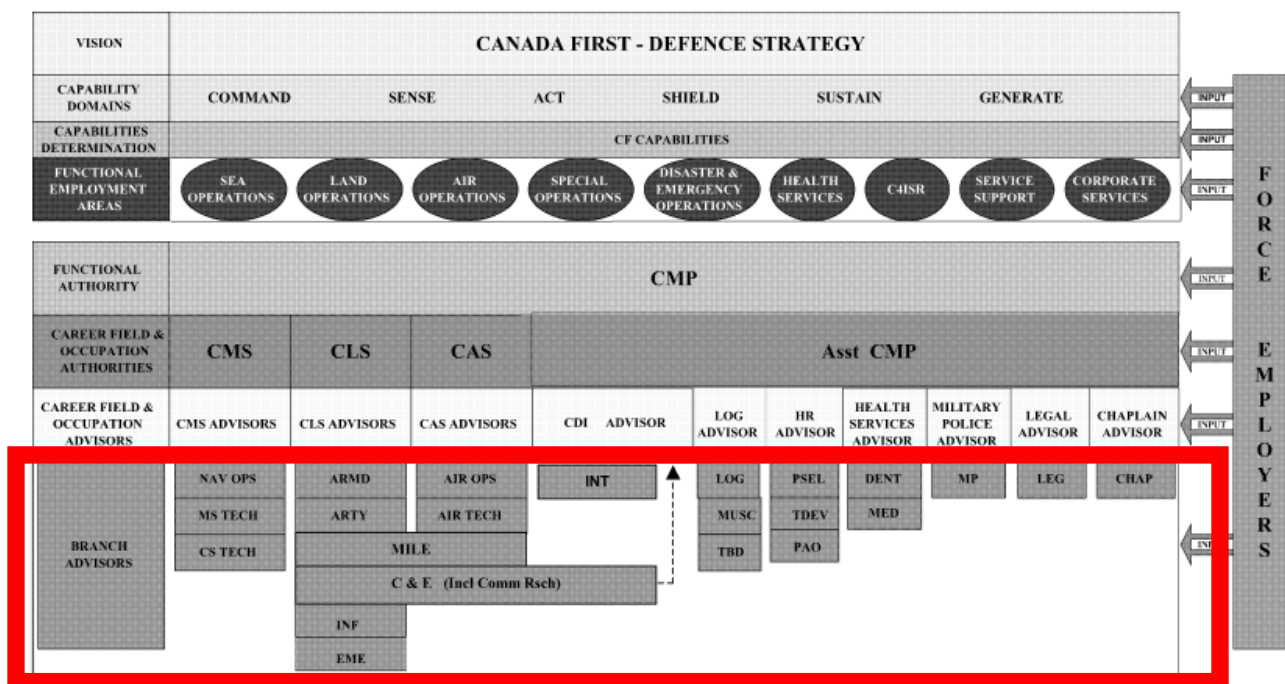 VISION
CANADA FIRST - DEFENCE STRATEGY
CAPABILITY
DOMAINS
COMMAND SENSE ACT SHIELD SUSTAIN GENERATE
INPUT
CAPABILITIES
DETERMINATION
CF CAPABILITIES
INPUT
FUNCTIONAL
EMPLOYMENT
AREAS
SEA
OPERATIONS
LAND
OPERATIONS
AIR
OPERATIONS
SPECIAL
OPERATIONS
DISASTER &
EMERGENCY
OPERATIONS
HEALTH
SERVICES
C4ISR
SERVICE
SUPPORT
CORPORATE
SERVICES
INPUT
FUNCTIONAL
AUTHORITY
CMP
INPUT
CAREER FIELD &
OCCUPATION
AUTHORITIES
CMS
CLS
CAS
Asst CMP
INPUT
CAREER FIELD &
OCCUPATION
ADVISORS
CMS ADVISORS
CLS ADVISORS
CAS ADVISORS
CDI ADVISOR
LOG
ADVISOR
HR
ADVISOR
HEALTH
SERVICES
ADVISOR
MILITARY
POLICE
ADVISOR
LEGAL
ADVISOR
CHAPLAIN
ADVISOR
INPUT
BRANCH
ADVISORS
NAV OPS
MS TECH
CS TECH
ARMD
ARTY
AIR OPS
AIR TECH
MILE
C & E (Incl Comm Rsch)
INF
EME
INT
LOG
MUSC
TBD
PSEL
TDEV
PAO
DENT
MED
MP
LEG
CHAP
FORCE EMPLOYERS